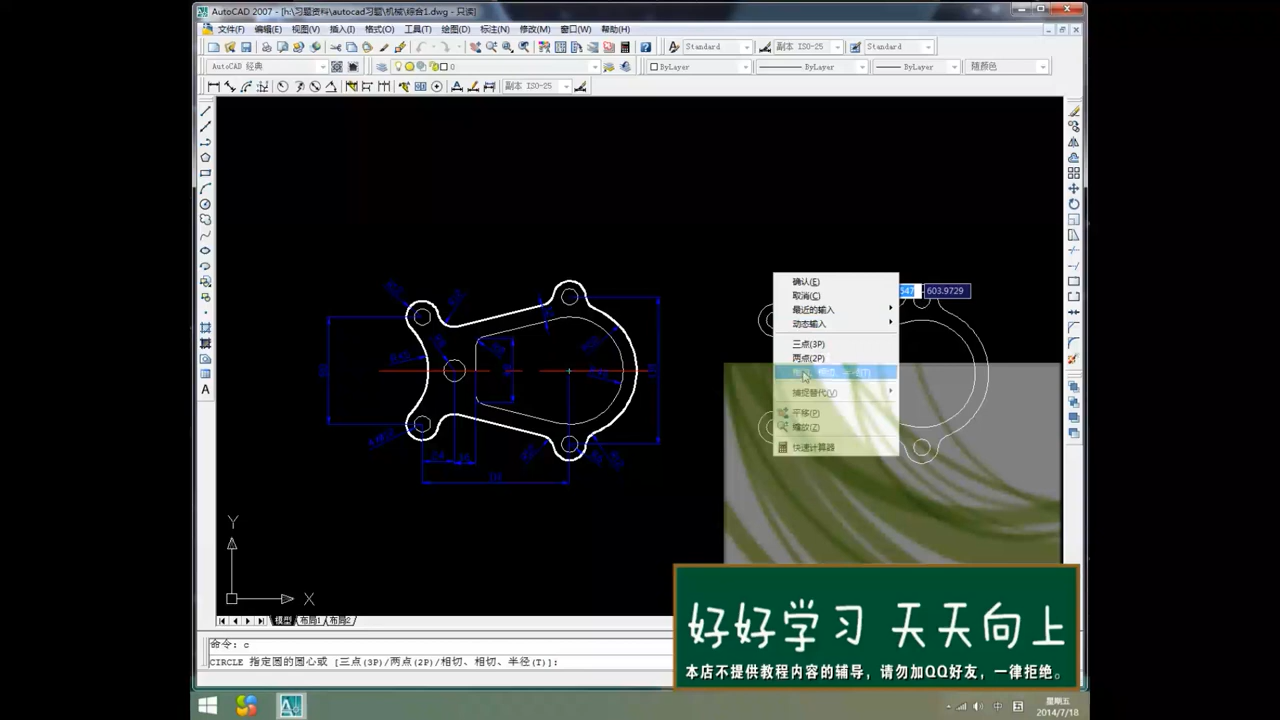 AutoCAD 2007 - [h:\习题资料\autocad习题\机械\综合1.dwg - 只读]
文件(F) 编辑(E) 视图(V) 插入(I) 格式(O) 工具(T) 绘图(D) 标注(N) 修改(M) 窗口(W) 帮助(H)
Standard 副本 ISO-25 Standard
AutoCAD 经典 0 ByLayer ByLayer ByLayer 随颜色
副本 ISO-25
确认(E)
取消(C)
603.9729
最近的输入
动态输入
三点(3P)
两点(2P)
捕捉替代(V)
平移(P)
缩放(Z)
快速计算器
Y
X
模型 布局1 布局2
命令: c
CIRCLE 指定圆的圆心或 [三点(3P)/两点(2P)/相切、相切、半径(T)]:
好好学习 天天向上
本店不提供教程内容的辅导，请勿加QQ好友，一律拒绝。
中 五
星期五
2014/7/18